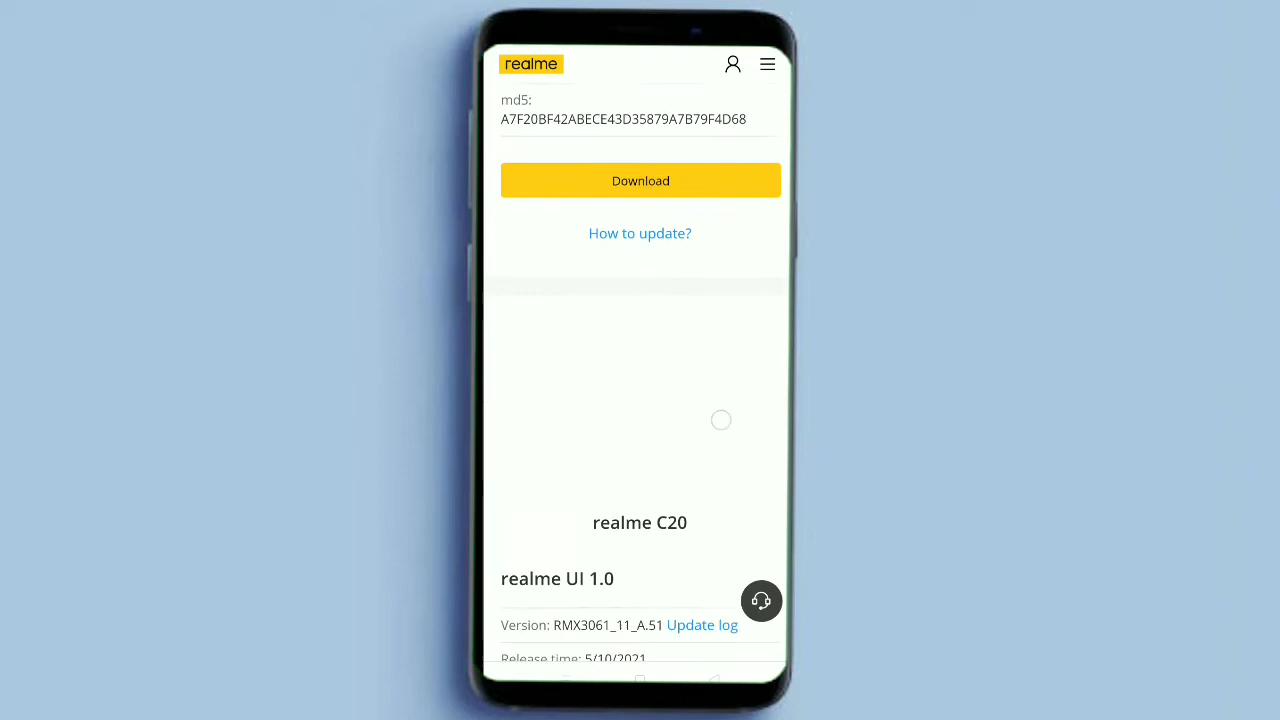 realme
md5:
A7F20BF42ABECE43D35879A7B79F4D68
Download
How to update?
realme C20
realme UI 1.0
Version: RMX3061_11_A.51 Update log
Release time: 5/10/2021